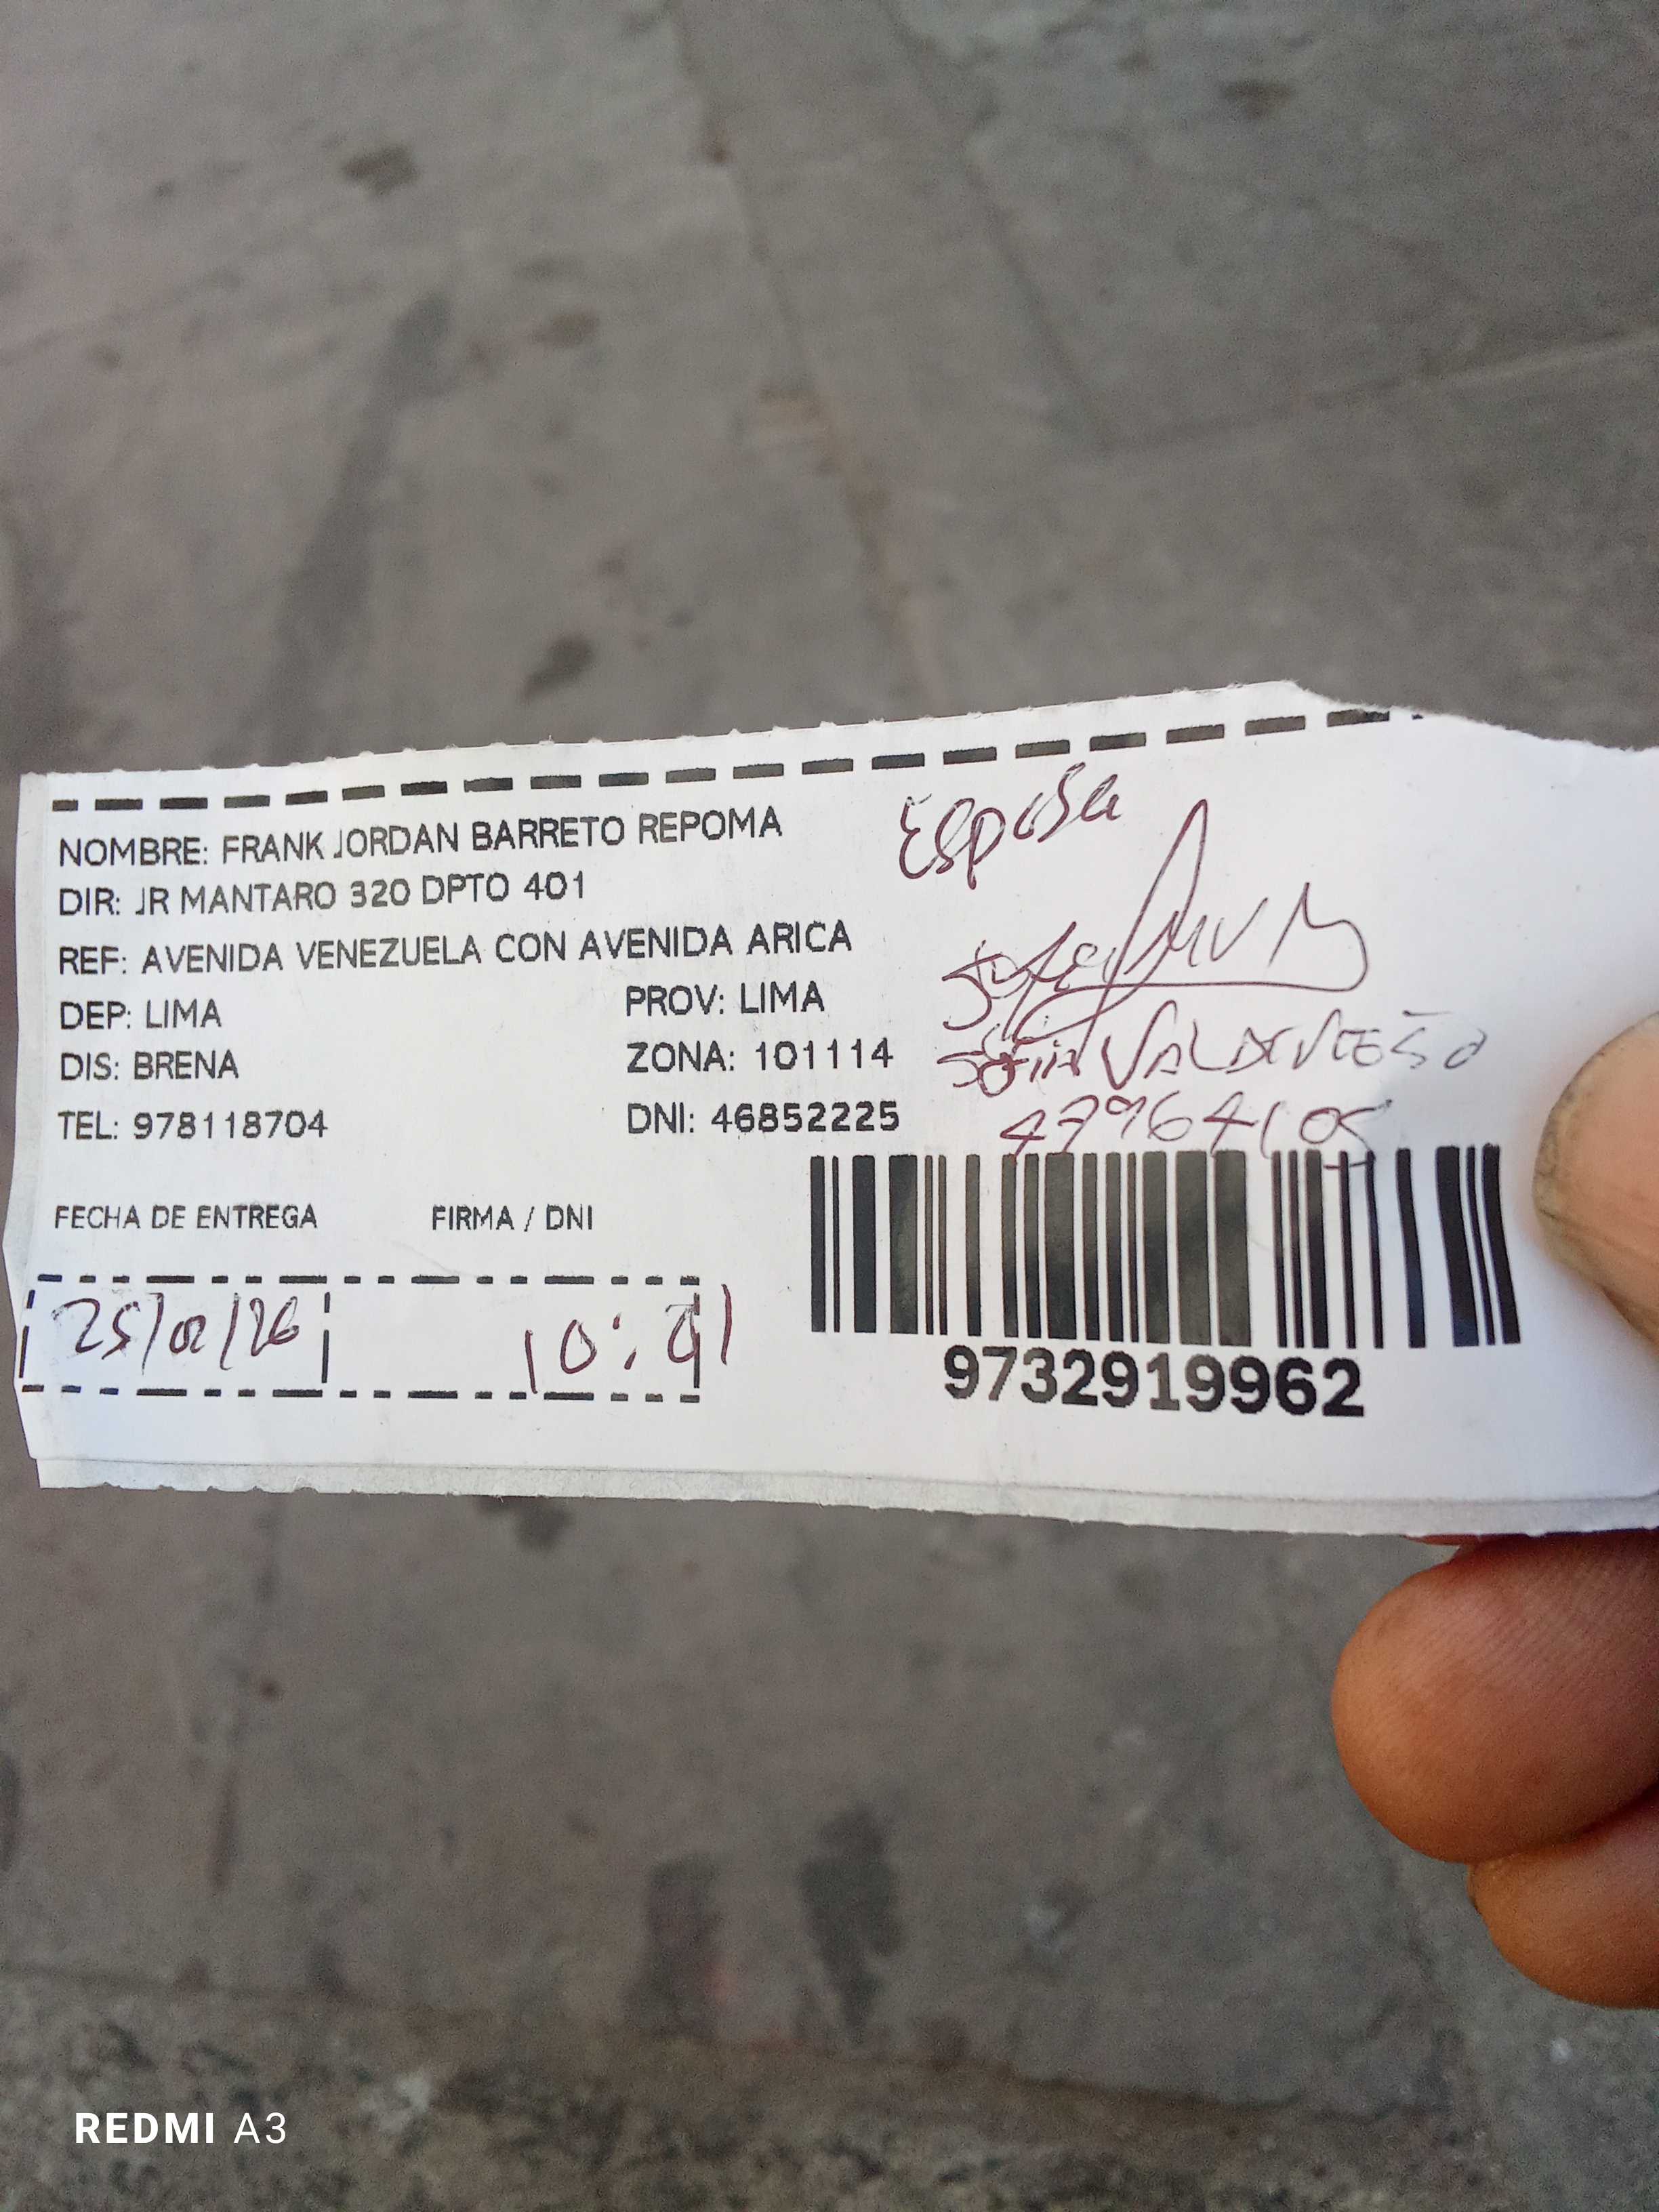 NOMBRE: FRANK JORDAN BARRETO REPOMA
DIR: JR MANTARO 320 DPTO 401
REF: AVENIDA VENEZUELA CON AVENIDA ARICA
DEP: LIMA PROV: LIMA
DIS: BRENA ZONA: 101114
TEL: 978118704 DNI: 46852225
Esposa
47964105
FECHA DE ENTREGA FIRMA / DNI
25/02/26
9732919962
REDMI A3